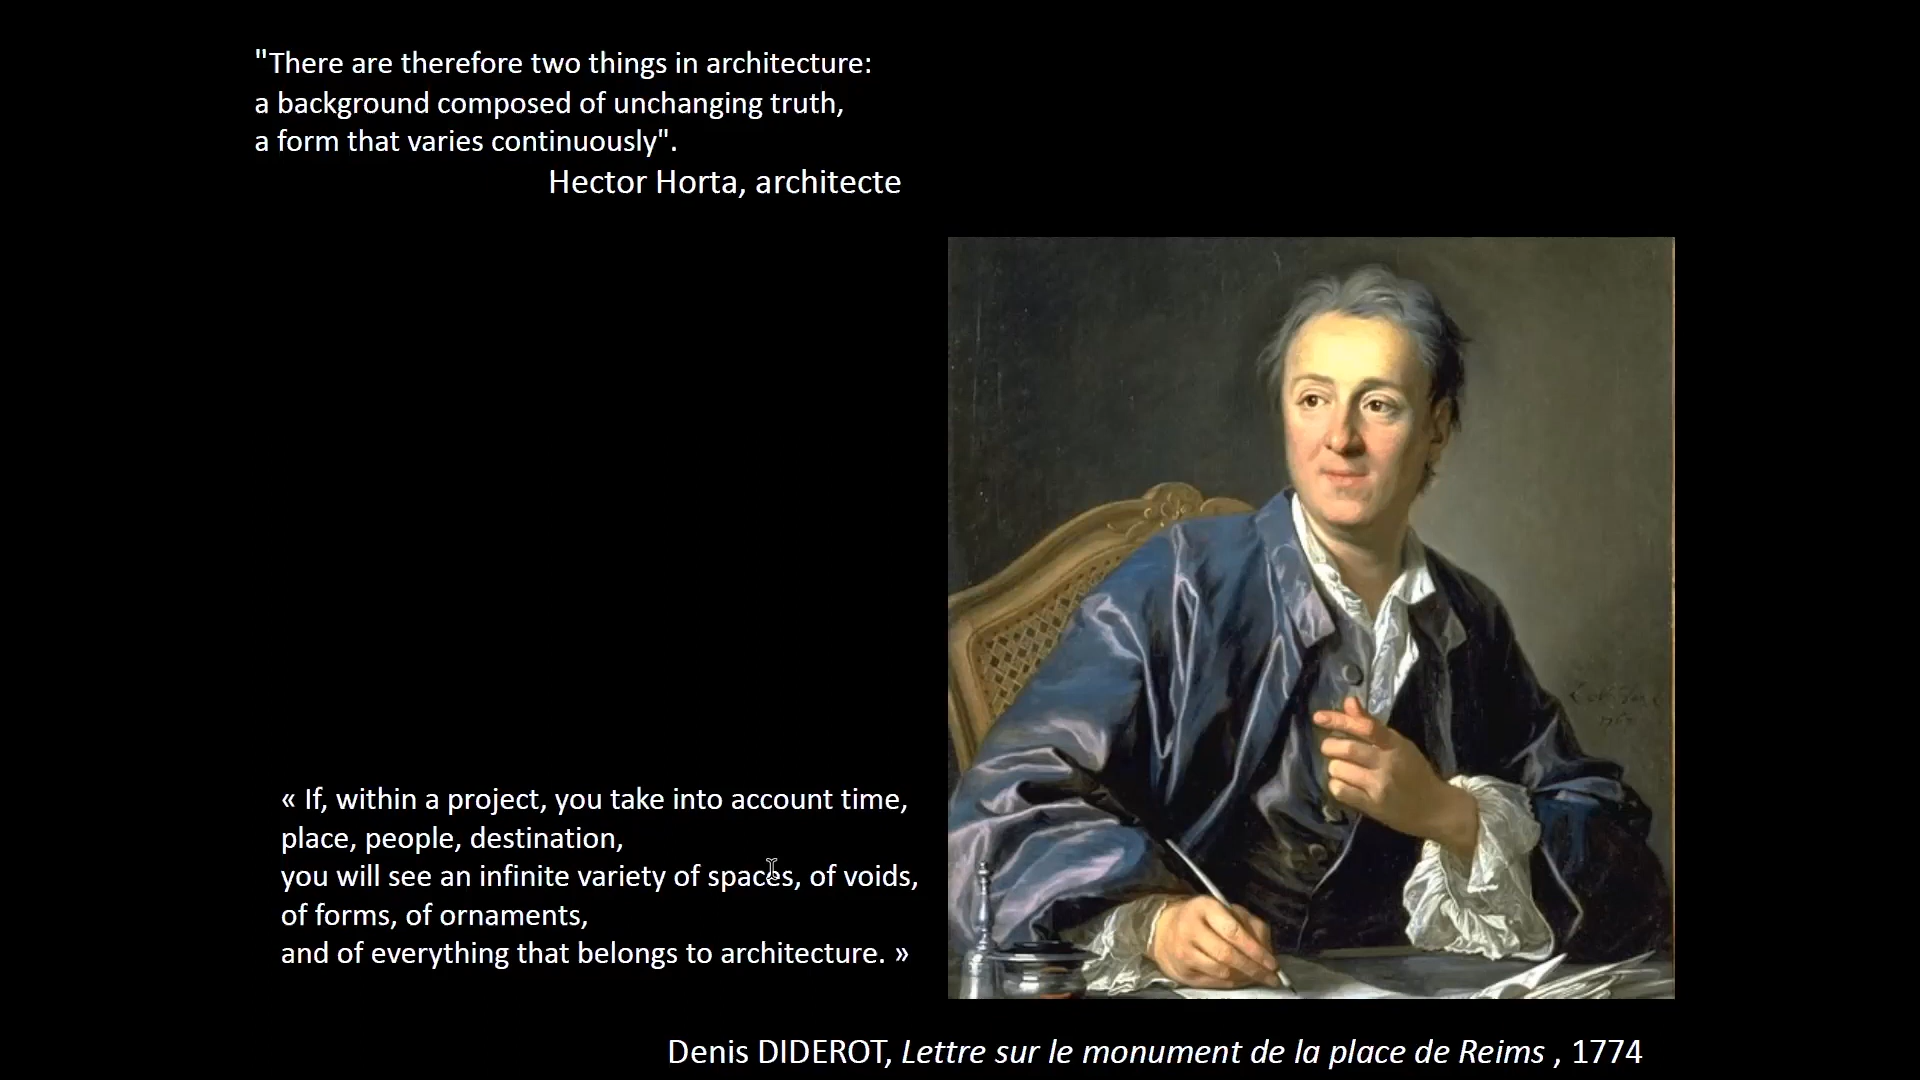 "There are therefore two things in architecture:
a background composed of unchanging truth,
a form that varies continuously".
Hector Horta, architecte
« If, within a project, you take into account time,
place, people, destination,
you will see an infinite variety of spaces, of voids,
of forms, of ornaments,
and of everything that belongs to architecture. »
Denis DIDEROT, Lettre sur le monument de la place de Reims , 1774